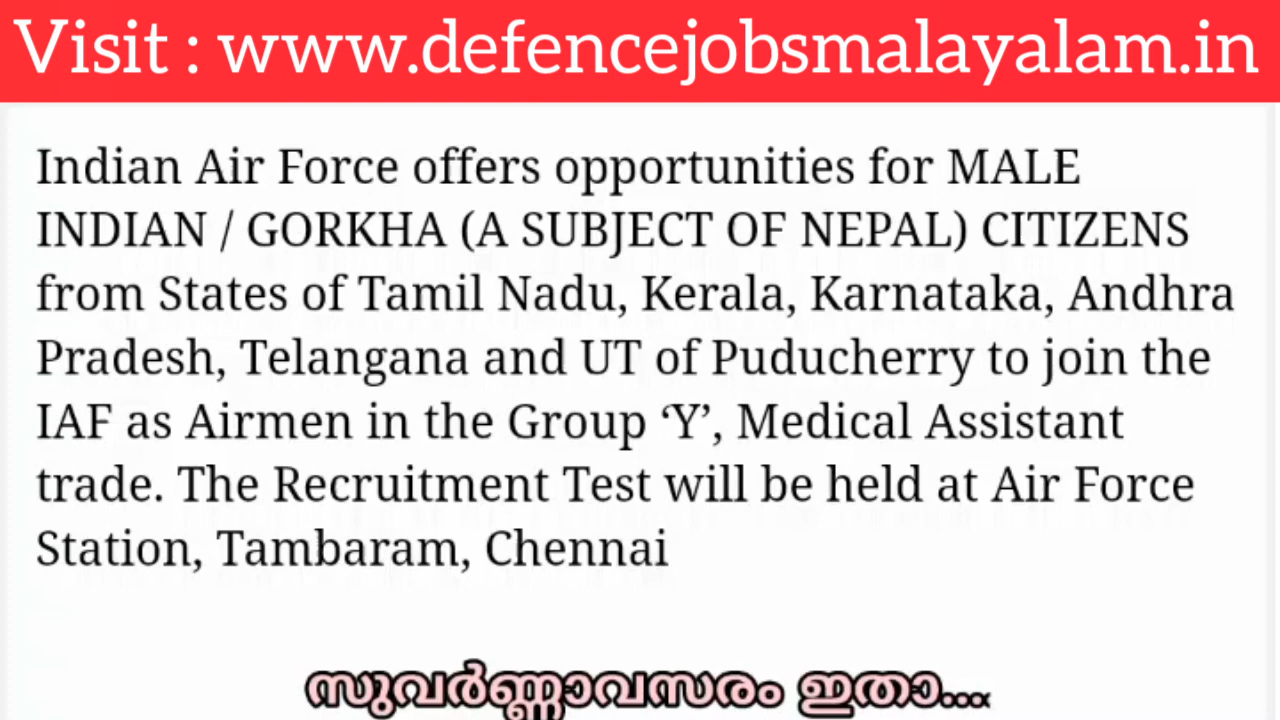 Visit : www.defencejobsmalayalam.in
Indian Air Force offers opportunities for MALE
INDIAN / GORKHA (A SUBJECT OF NEPAL) CITIZENS
from States of Tamil Nadu, Kerala, Karnataka, Andhra
Pradesh, Telangana and UT of Puducherry to join the
IAF as Airmen in the Group ‘Y’, Medical Assistant
trade. The Recruitment Test will be held at Air Force
Station, Tambaram, Chennai
സുവർണ്ണാവസരം ഇതാ....